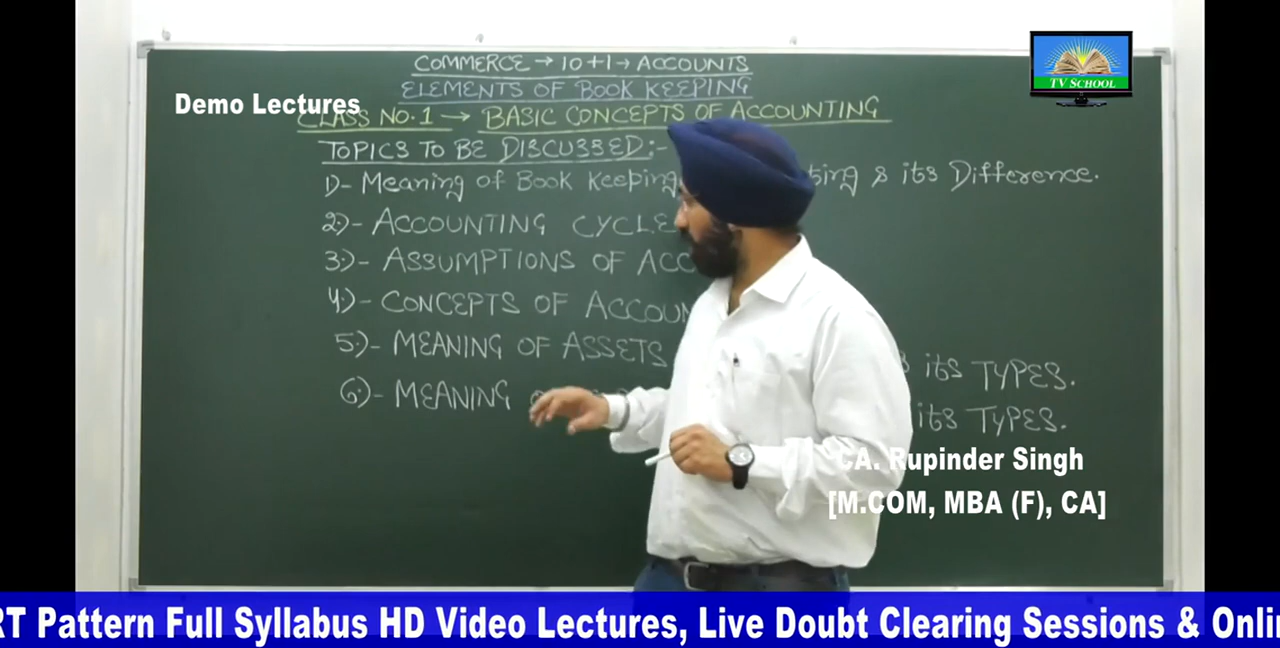 COMMERCE → 10+1 → ACCOUNTS
TV SCHOOL
ELEMENTS OF BOOK KEEPING
Demo Lectures
CLASS NO. 1 → BASIC CONCEPTS OF ACCOUNTING
TOPICS TO BE DISCUSSED:-
1)- Meaning of Book Keeping ting & its Difference.
2.)- ACCOUNTING CYCLE
3.)- ASSUMPTIONS OF ACC
4.)- CONCEPTS OF ACCOUN
5.)- MEANING OF ASSETS its TYPES.
6.)- MEANING its TYPES.
CA. Rupinder Singh
[M.COM, MBA (F), CA]
RT Pattern Full Syllabus HD Video Lectures, Live Doubt Clearing Sessions & Onli